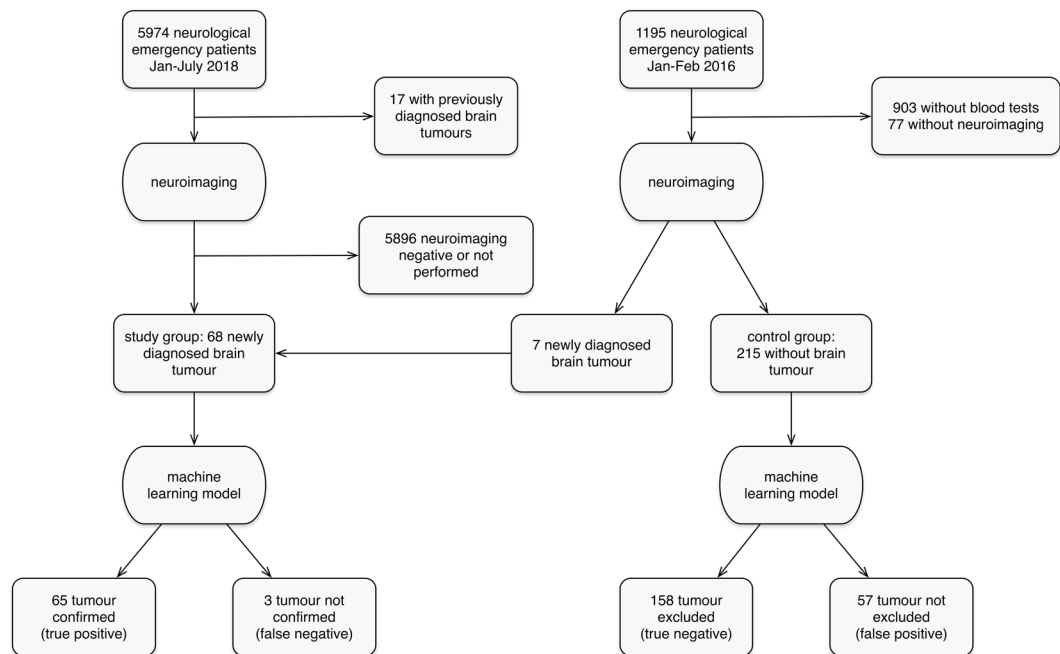 5974 neurological
emergency patients
Jan-July 2018
1195 neurological
emergency patients
Jan-Feb 2016
17 with previously
diagnosed brain
tumours
903 without blood tests
77 without neuroimaging
neuroimaging
neuroimaging
5896 neuroimaging
negative or not
performed
study group: 68 newly
diagnosed brain
tumour
7 newly diagnosed
brain tumour
control group:
215 without brain
tumour
machine
learning model
machine
learning model
65 tumour
confirmed
(true positive)
3 tumour not
confirmed
(false negative)
158 tumour
excluded
(true negative)
57 tumour not
excluded
(false positive)